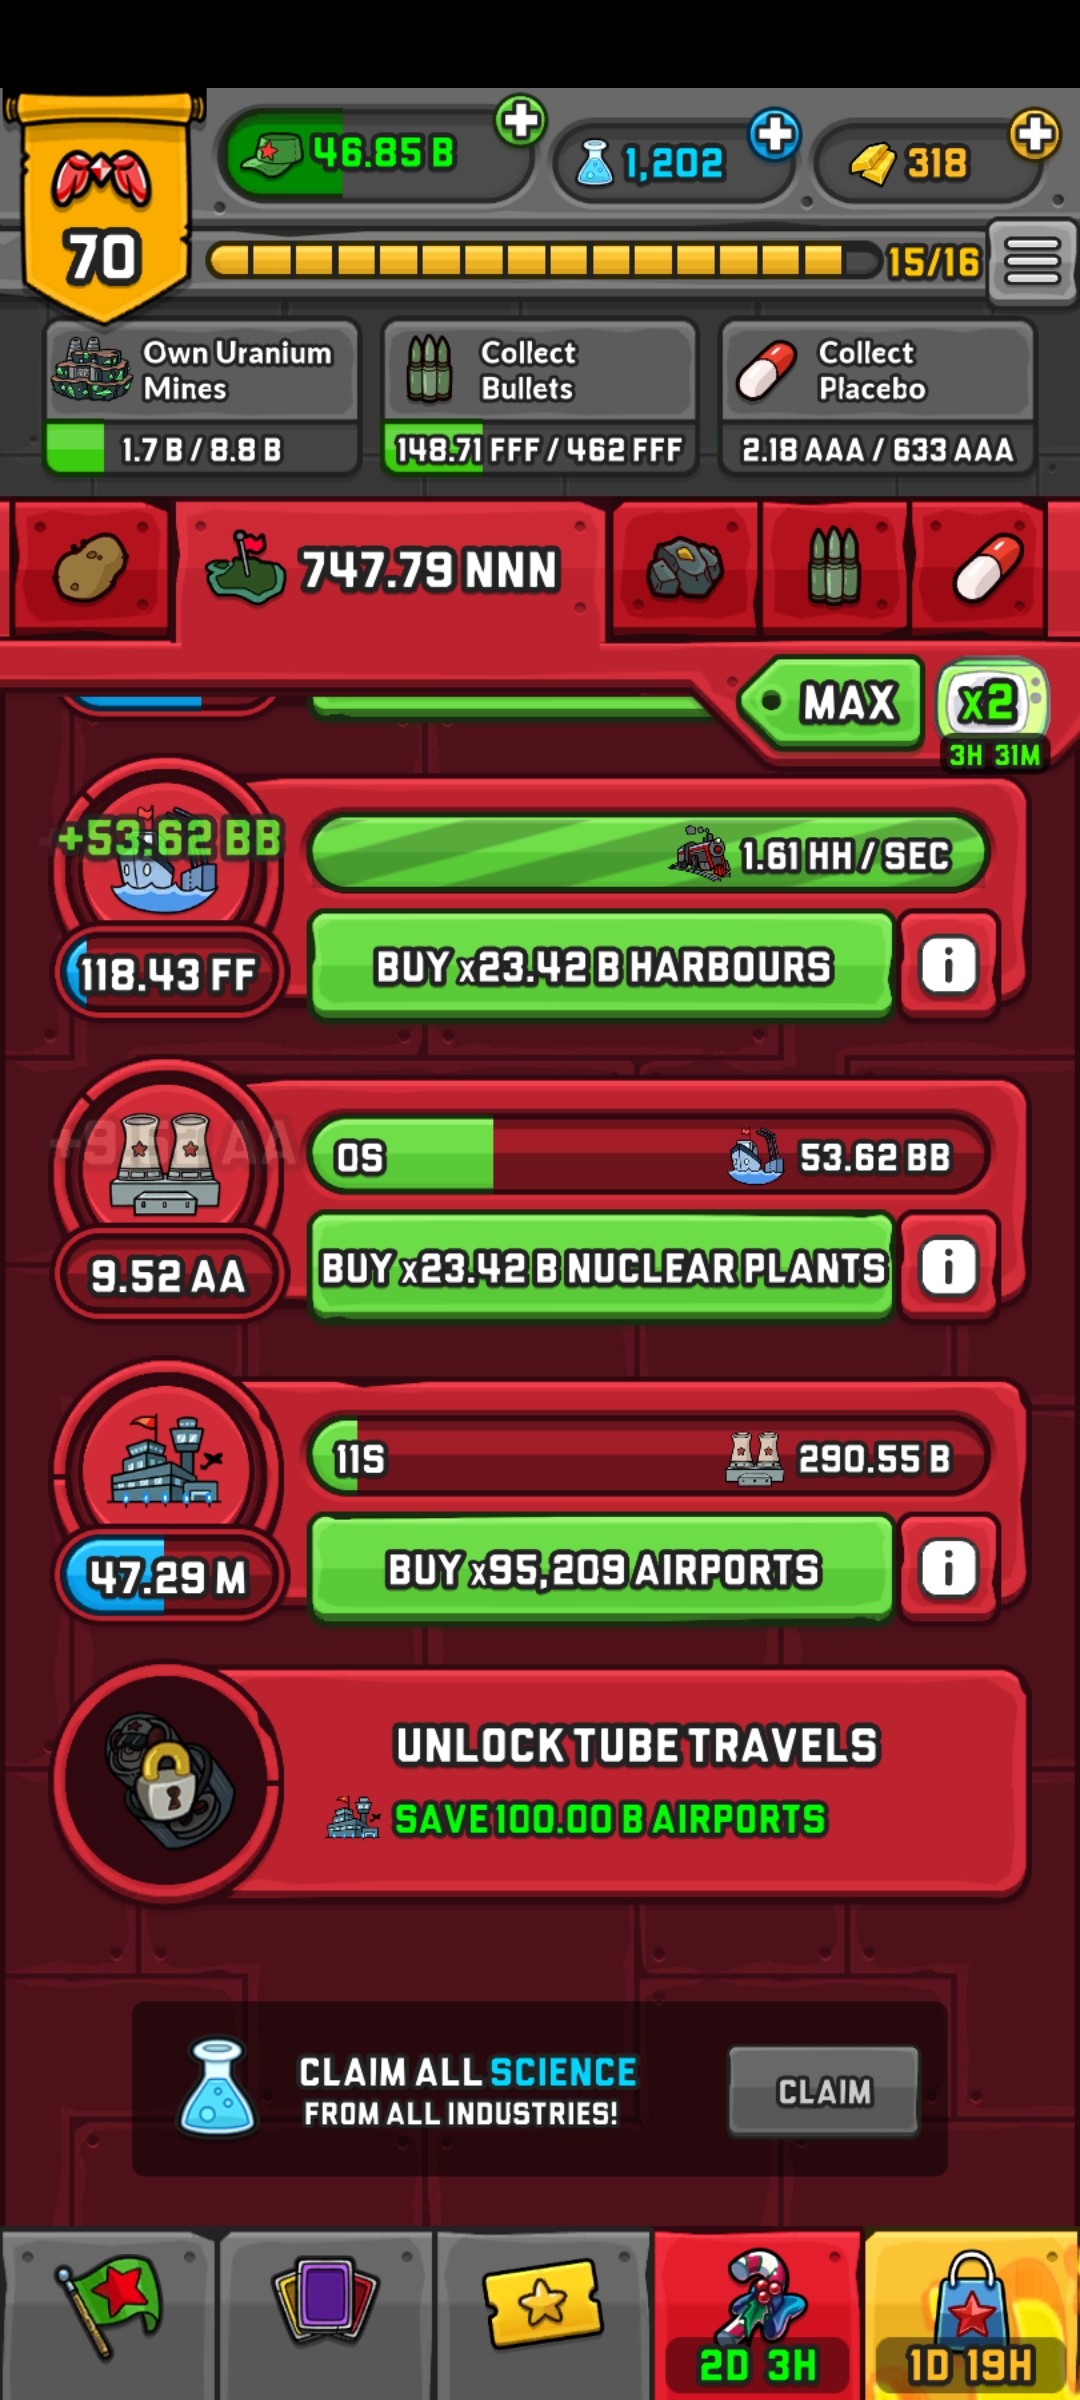 70
46.85 B
1,202
318
15/16
Own Uranium
Mines
1.7 B / 8.8 B
Collect
Bullets
148.71 FFF / 462 FFF
Collect
Placebo
2.18 AAA / 633 AAA
747.79 NNN
MAX
x2
3H 31M
+53.62 BB
1.61 HH / SEC
118.43 FF
BUY x23.42 B HARBOURS
i
0S
53.62 BB
9.52 AA
BUY x23.42 B NUCLEAR PLANTS
i
11S
290.55 B
47.29 M
BUY x95,209 AIRPORTS
i
UNLOCK TUBE TRAVELS
SAVE 100.00 B AIRPORTS
CLAIM ALL SCIENCE
FROM ALL INDUSTRIES!
CLAIM
2D 3H
1D 19H